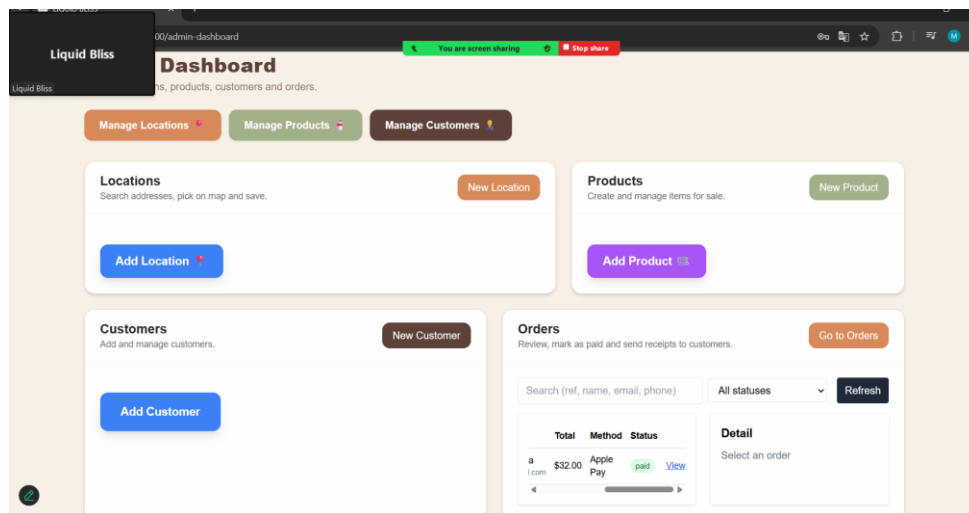 Liquid Bliss
Liquid Bliss
00/admin-dashboard
You are screen sharing
Stop share
M
Dashboard
ns, products, customers and orders.
Manage Locations
Manage Products
Manage Customers
Locations
Search addresses, pick on map and save.
New Location
Add Location
Products
Create and manage items for sale.
New Product
Add Product
Customers
Add and manage customers.
New Customer
Add Customer
Orders
Review, mark as paid and send receipts to customers.
Go to Orders
Search (ref, name, email, phone)
All statuses
Refresh
Total Method Status
a
l.com
$32.00
Apple
Pay
paid
View
Detail
Select an order